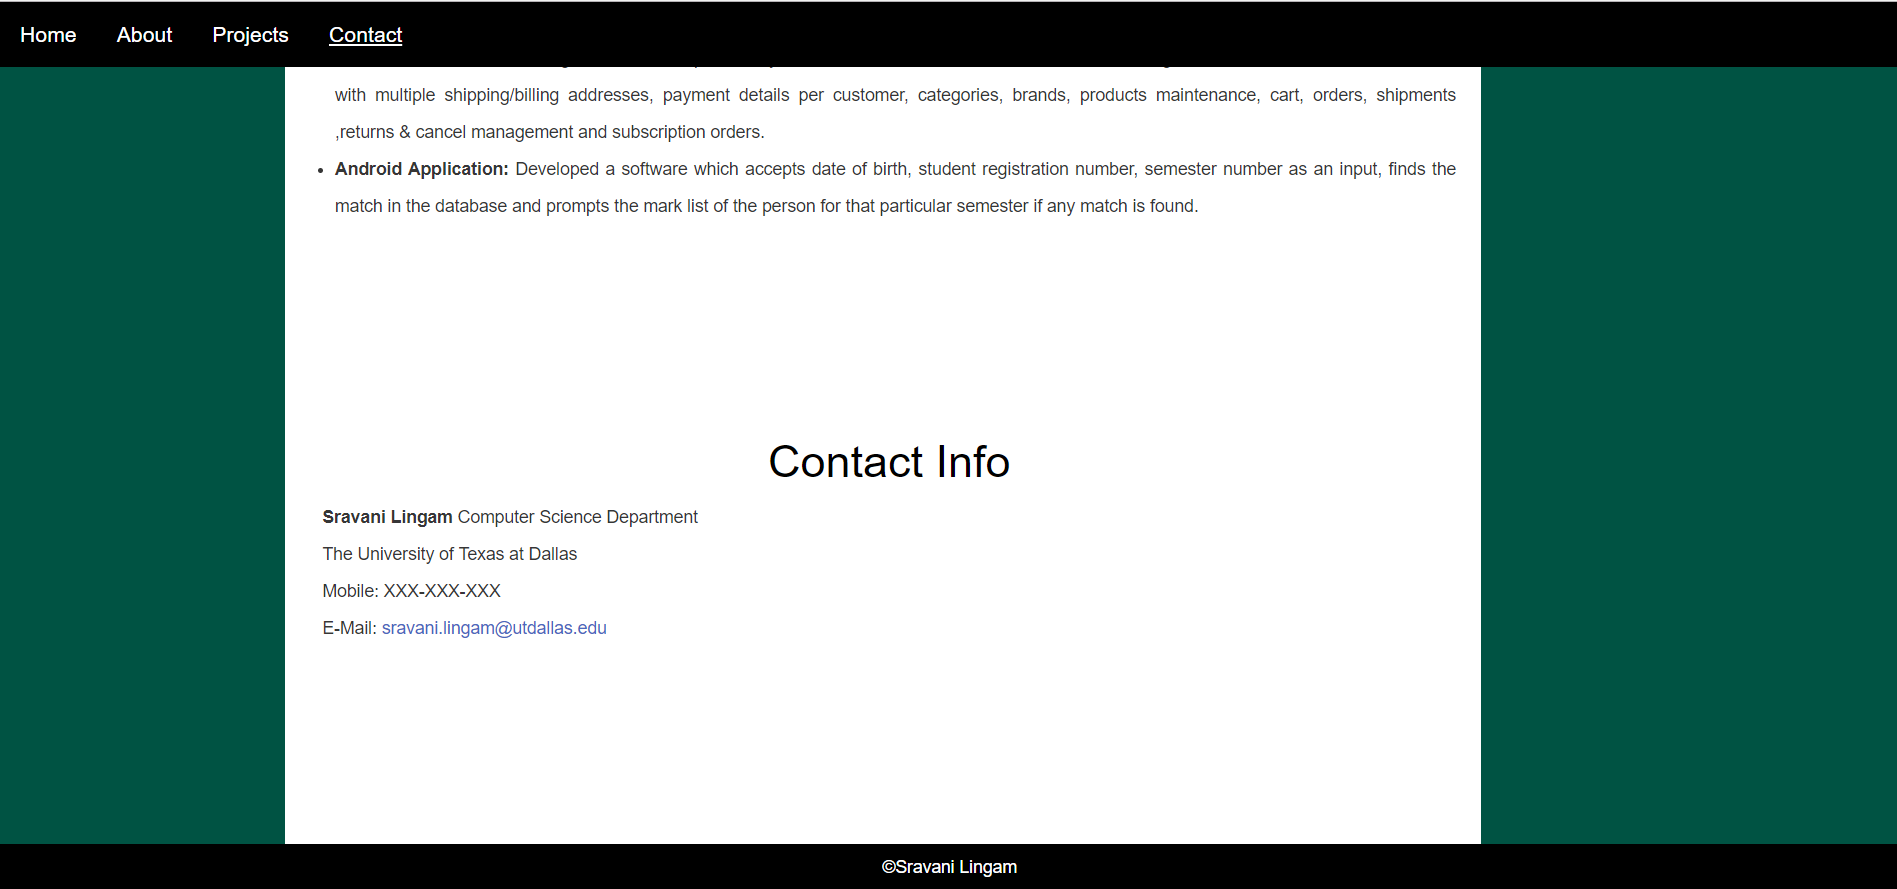 Home About Projects Contact
with multiple shipping/billing addresses, payment details per customer, categories, brands, products maintenance, cart, orders, shipments
,returns & cancel management and subscription orders.
• Android Application: Developed a software which accepts date of birth, student registration number, semester number as an input, finds the
match in the database and prompts the mark list of the person for that particular semester if any match is found.
Contact Info
Sravani Lingam Computer Science Department
The University of Texas at Dallas
Mobile: XXX-XXX-XXX
E-Mail: sravani.lingam@utdallas.edu
©Sravani Lingam